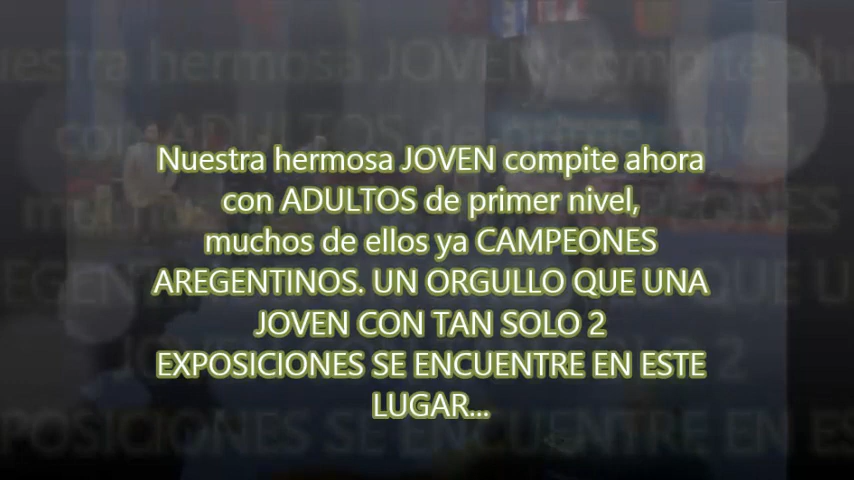 Nuestra hermosa JOVEN compite ahora
con ADULTOS de primer nivel,
muchos de ellos ya CAMPEONES
AREGENTINOS. UN ORGULLO QUE UNA
JOVEN CON TAN SOLO 2
EXPOSICIONES SE ENCUENTRE EN ESTE
LUGAR...